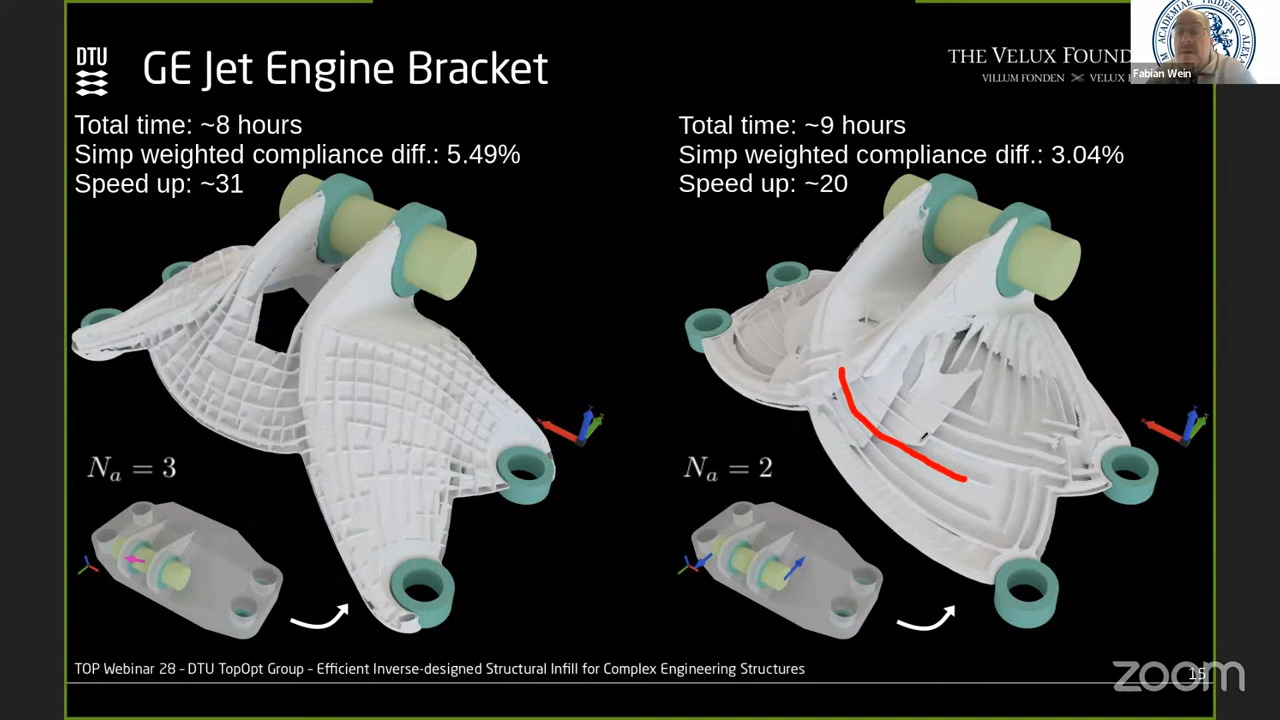 DTU
GE Jet Engine Bracket
THE VELUX FOUND
VILLUM FONDEN
VELUX
Fabian Wein
Total time: ~8 hours
Simp weighted compliance diff.: 5.49%
Speed up: ~31
Total time: ~9 hours
Simp weighted compliance diff.: 3.04%
Speed up: ~20
Nₐ = 3
Nₐ = 2
TOP Webinar 28 – DTU TopOpt Group – Efficient Inverse-designed Structural Infill for Complex Engineering Structures
15
zoom